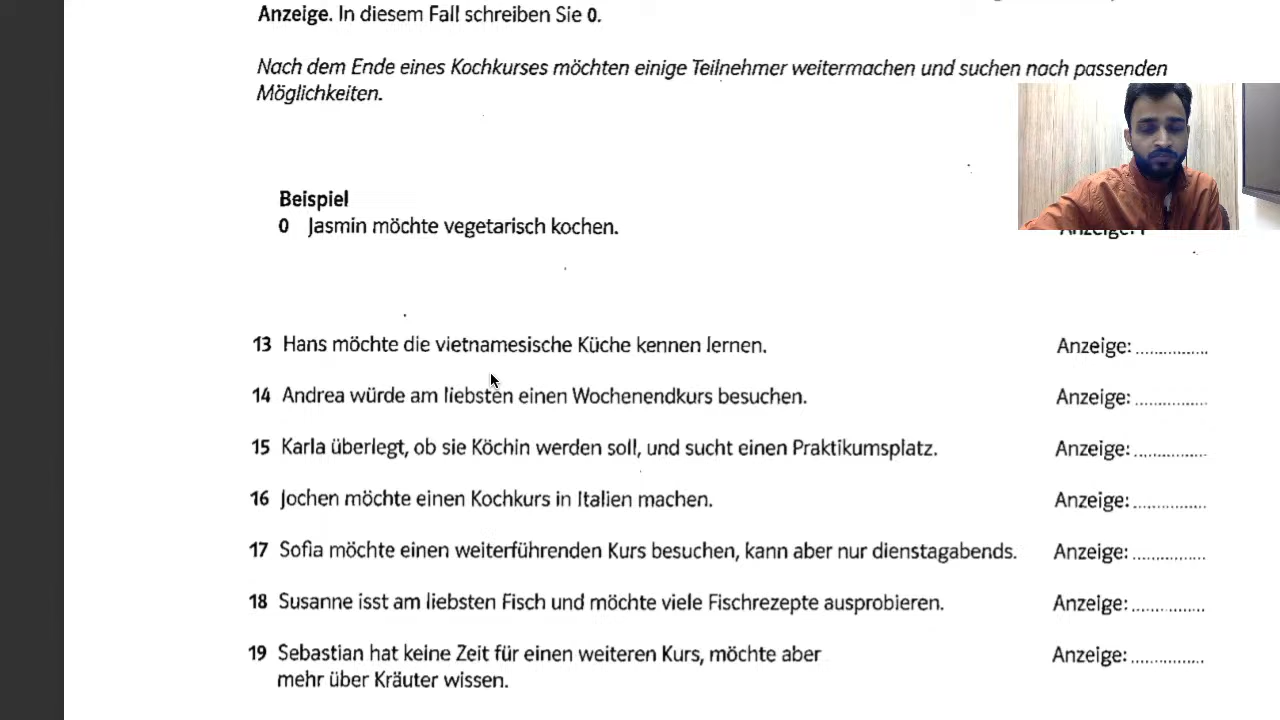 Anzeige. In diesem Fall schreiben Sie 0.
Nach dem Ende eines Kochkurses möchten einige Teilnehmer weitermachen und suchen nach passenden
Möglichkeiten.
Beispiel
0 Jasmin möchte vegetarisch kochen.
Anzeige:
13 Hans möchte die vietnamesische Küche kennen lernen. Anzeige: ...............
14 Andrea würde am liebsten einen Wochenendkurs besuchen. Anzeige: ...............
15 Karla überlegt, ob sie Köchin werden soll, und sucht einen Praktikumsplatz. Anzeige: ...............
16 Jochen möchte einen Kochkurs in Italien machen. Anzeige: ...............
17 Sofia möchte einen weiterführenden Kurs besuchen, kann aber nur dienstagabends. Anzeige: ...............
18 Susanne isst am liebsten Fisch und möchte viele Fischrezepte ausprobieren. Anzeige: ...............
19 Sebastian hat keine Zeit für einen weiteren Kurs, möchte aber Anzeige: ...............
mehr über Kräuter wissen.